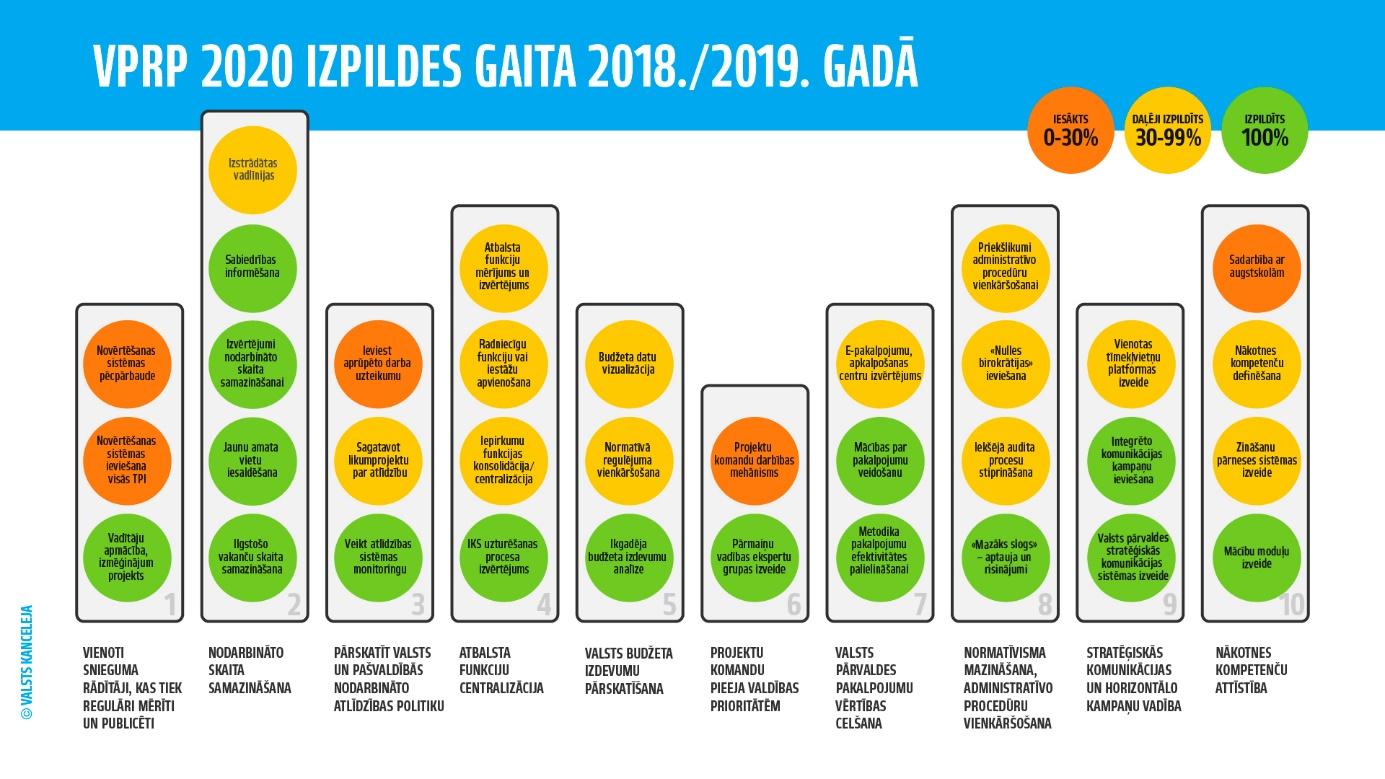 VPRP 2020 IZPILDES GAITA 2018./2019. GADĀ
IESĀKTS
0-30%
DAĻĒJI IZPILDĪTS
30-99%
IZPILDĪTS
100%
Novērtēšanas
sistēmas
pēcpārbaude
Novērtēšanas
sistēmas
ieviešana
visās TPI
Vadītāju
apmācība,
izmēģinājum
projekts
1
VIENOTI
SNIEGUMA
RĀDĪTĀJI, KAS TIEK
REGULĀRI MĒRĪTI
UN PUBLICĒTI
Izstrādātas
vadlīnijas
Sabiedrības
informēšana
Izvērtējumi
nodarbināto
skaita
samazināšanai
Jaunu amata
vietu
iesaldēšana
Ilgstošo
vakanču skaita
samazināšana
2
NODARBINĀTO
SKAITA
SAMAZINĀŠANA
Ieviest
aprūpēto darba
uzteikumu
Sagatavot
likumprojektu
par atlīdzību
Veikt atlīdzības
sistēmas
monitoringu
3
PĀRSKATĪT VALSTS
UN PAŠVALDĪBĀS
NODARBINĀTO
ATLĪDZĪBAS POLITIKU
Atbalsta
funkciju
mērījums un
izvērtējums
Radniecīgu
funkciju vai
iestāžu
apvienošana
Iepirkumu
funkcijas
konsolidācija/
centralizācija
IKS uzturēšanas
procesa
izvērtējums
4
ATBALSTA
FUNKCIJU
CENTRALIZĀCIJA
Budžeta datu
vizualizācija
Normatīvā
regulējuma
vienkāršošana
Ikgadēja
budžeta izdevumu
analīze
5
VALSTS BUDŽETA
IZDEVUMU
PĀRSKATĪŠANA
Projektu
komandu darbības
mehānisms
Pārmaiņu
vadības ekspertu
grupas izveide
6
PROJEKTU
KOMANDU
PIEEJA VALDĪBAS
PRIORITĀTĒM
E-pakalpojumu,
apkalpošanas
centru izvērtējums
Mācības par
pakalpojumu
veidošanu
Metodika
pakalpojumu
efektivitātes
palielināšanai
7
VALSTS
PĀRVALDES
PAKALPOJUMU
VĒRTĪBAS
CELŠANA
Priekšlikumi
administratīvo
procedūru
vienkāršošanai
«Nulles
birokrātijas»
ieviešana
Iekšējā audita
procesu
stiprināšana
«Mazāks slogs»
– aptauja un
risinājumi
8
NORMATĪVISMA
MAZINĀŠANA,
ADMINISTRATĪVO
PROCEDŪRU
VIENKĀRŠOŠANA
Vienotas
tīmekļvietņu
platformas
izveide
Integrēto
komunikācijas
kampaņu
ieviešana
Valsts pārvaldes
stratēģiskās
komunikācijas
sistēmas izveide
9
STRATĒĢISKĀS
KOMUNIKĀCIJAS
UN HORIZONTĀLO
KAMPAŅU VADĪBA
Sadarbība ar
augstskolām
Nākotnes
kompetenču
definēšana
Zināšanu
pārneses sistēmas
izveide
Mācību moduļu
izveide
10
NĀKOTNES
KOMPETENČU
ATTĪSTĪBA
© VALSTS KANCELEJA